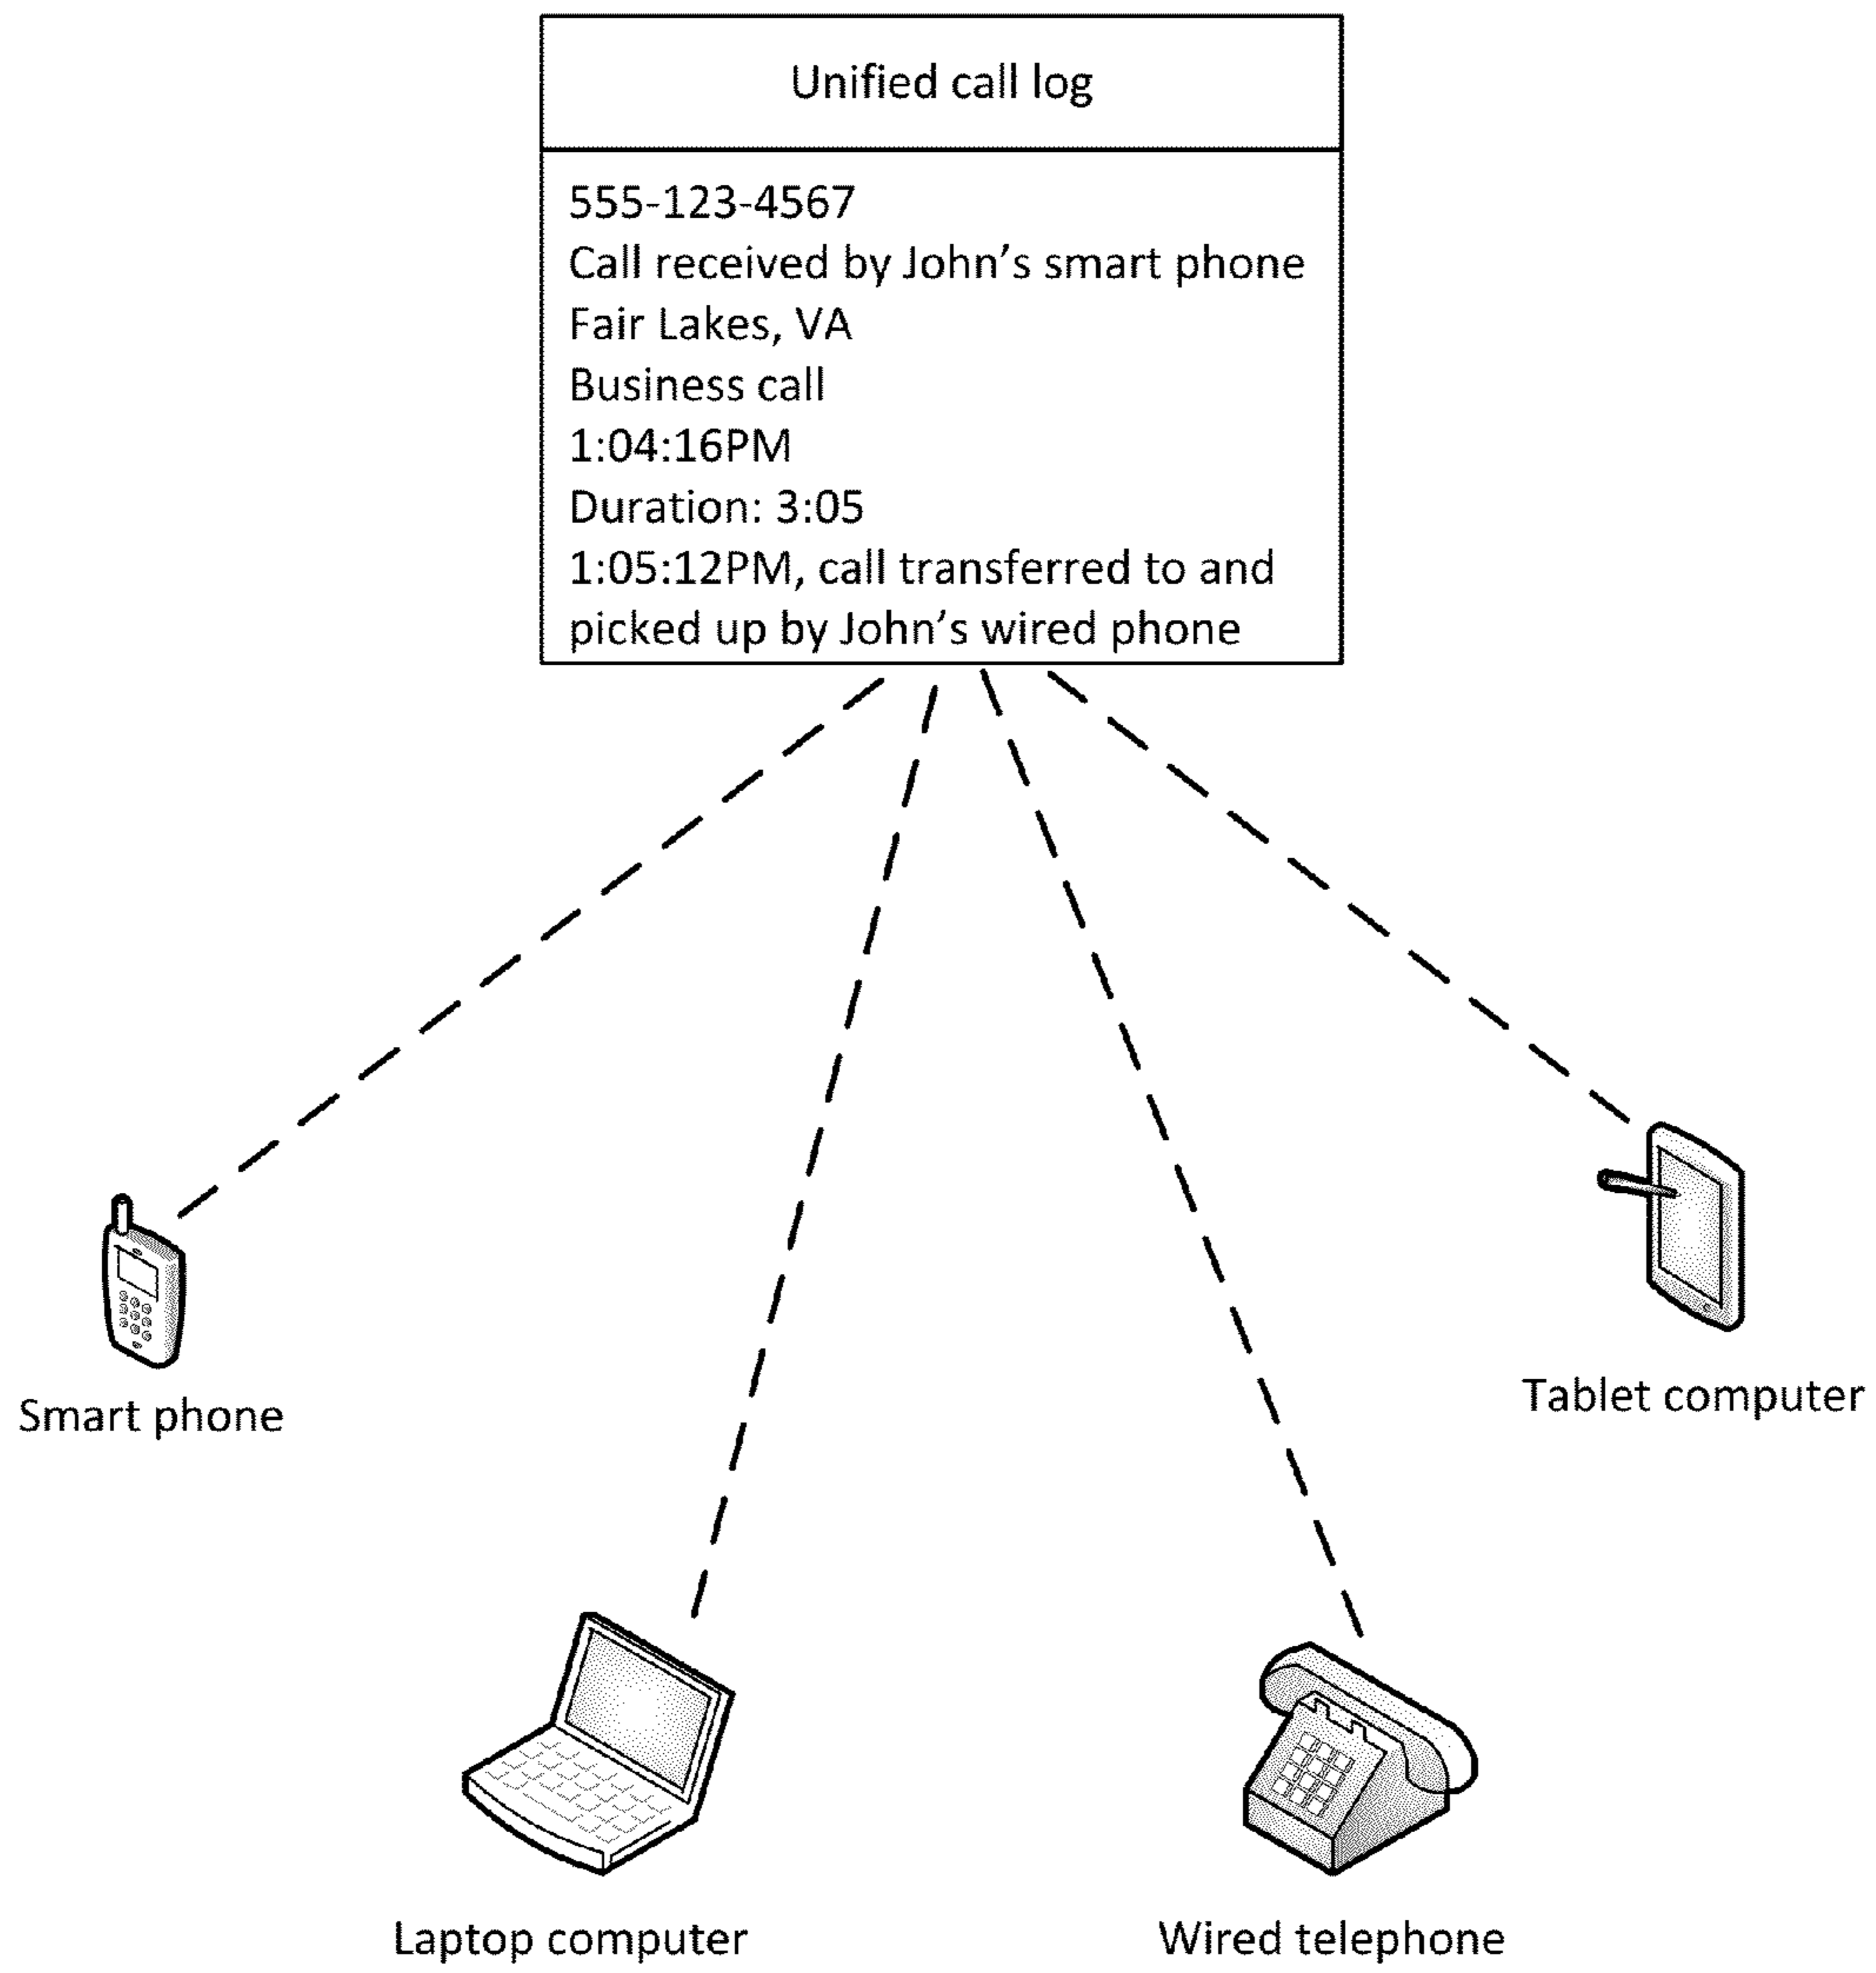 Unified call log
555-123-4567
Call received by John’s smart phone
Fair Lakes, VA
Business call
1:04:16PM
Duration: 3:05
1:05:12PM, call transferred to and
picked up by John’s wired phone
Smart phone
Tablet computer
Laptop computer
Wired telephone